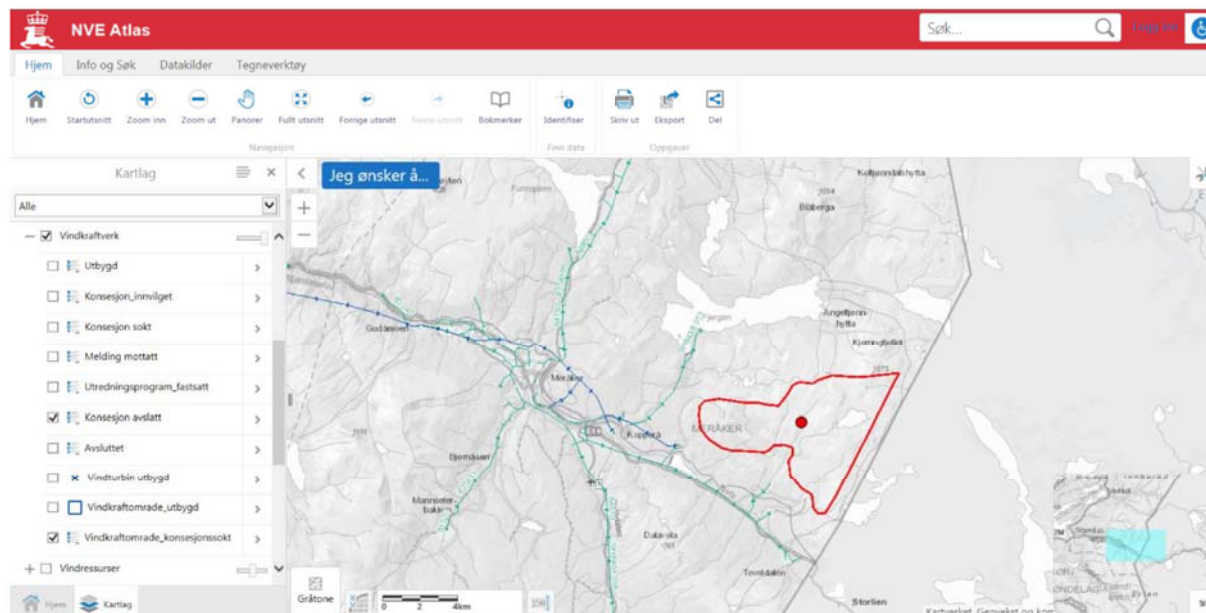 NVE Atlas
Søk...
Logg inn
Hjem Info og Søk Datakilder Tegneverktøy
Hjem Startutsnitt Zoom inn Zoom ut Panorer Fullt utsnitt Forrige utsnitt Neste utsnitt Bokmerker Identifiser Skriv ut Eksport Del
Navigasjon Finn data Oppgaver
Kartlag
Jeg ønsker å...
Alle
Vindkraftverk
Utbygd
Konsesjon_innvilget
Konsesjon sokt
Melding mottatt
Utredningsprogram_fastsatt
Konsesjon avslatt
Avsluttet
Vindturbin utbygd
Vindkraftomrade_utbygd
Vindkraftomrade_konsesjonssokt
Vindressurser
Hjem Kartlag
Blåberga
Kjerringfjellet
Meråker
MERÅKER
Kopperå
Teveldalen
Storlien
Gråtone
0 2 4km